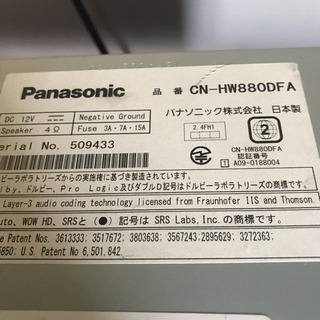 Panasonic 品番 CN-HW880DFA
DC 12V Negative Ground パナソニック株式会社 日本製
Speaker 4Ω Fuse 3A・7A・15A
2.4FH1
erial No. 509433
CN-HW880DFA
認証番号
A09-0188004
ビーラボラトリーズからの実施権に基づき製造されています。
lby、ドルビー、Pro Logic及びダブルD記号はドルビーラボラトリーズの商標です。
Layer-3 audio coding technology licensed from Fraunhofer IIS and Thomson.
uto, WOW HD, SRSと(●)記号は SRS Labs, Inc. の商標です。
se Patent Nos. 3613333; 3517672; 3803638; 3567243; 2895629; 3272363,
5850; U.S. Patent No 6,501,842